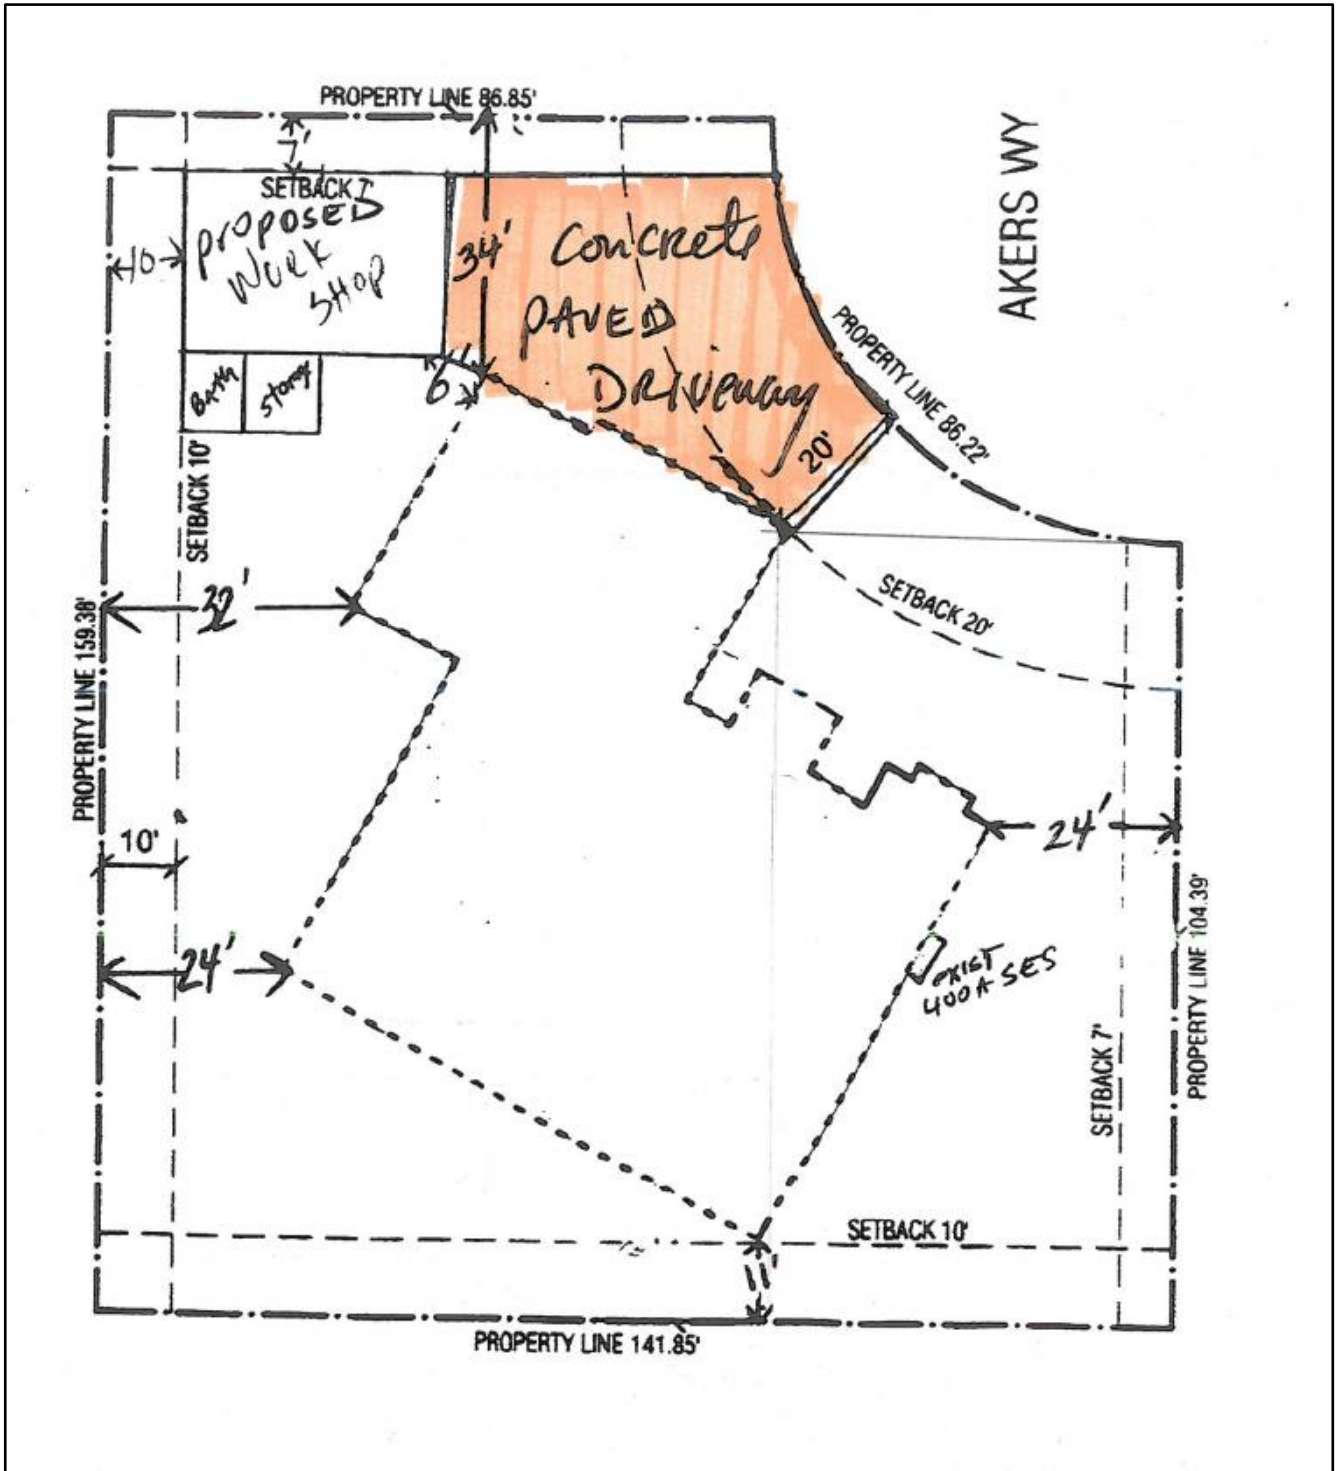 PROPERTY LINE 86.85'
AKERS WY
7'
SETBACK 7'
proposed
Work
SHOP
10
34'
Concrete
PAVED
DRIVEWAY
PROPERTY LINE 86.22'
20'
6'
BATH
Storage
SETBACK 10'
32'
SETBACK 20'
PROPERTY LINE 159.38'
10'
24'
24'
EXIST
400A SES
PROPERTY LINE 104.39'
SETBACK 7'
SETBACK 10'
PROPERTY LINE 141.85'